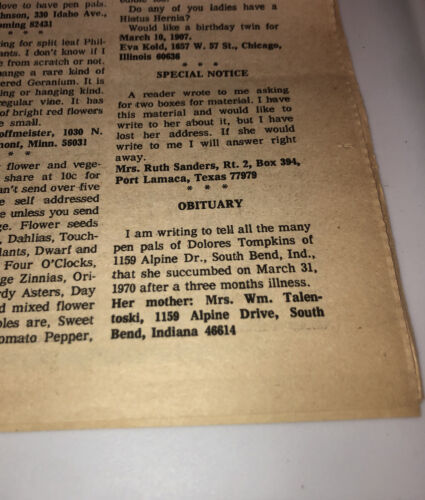 love to have pen pals.
Johnson, 330 Idaho Ave.,
oming 82431
* * *
ing for split leaf Phil-
ants. I don't know if I
e from scratch or not.
hange a rare kind of
ered Geranium. It is
ing or hanging kind.
regular vine. It has
of bright red flowers
e small.
offmeister, 1030 N.
mont, Minn. 56031
*
flower and vege-
share at 10c for
an't send over five
e self addressed
e unless you send
ge. Flower seeds
, Dahlias, Touch-
lants, Dwarf and
Four O'Clocks,
ge Zinnias, Ori-
rdy Asters, Day
d mixed flower
bles are, Sweet
omato Pepper,
Do any of you ladies have a
Hiatus Hernia?
Would like a birthday twin for
March 10, 1907.
Eva Kold, 1657 W. 57 St., Chicago,
Illinois 60636
* * *
SPECIAL NOTICE
A reader wrote to me asking
for two boxes for material. I have
this material and would like to
write to her about it, but I have
lost her address. If she would
write to me I will answer right
away.
Mrs. Ruth Sanders, Rt. 2, Box 394,
Port Lamaca, Texas 77979
* * *
OBITUARY
I am writing to tell all the many
pen pals of Dolores Tompkins of
1159 Alpine Dr., South Bend, Ind.,
that she succumbed on March 31,
1970 after a three months illness.
Her mother: Mrs. Wm. Talen-
toski, 1159 Alpine Drive, South
Bend, Indiana 46614